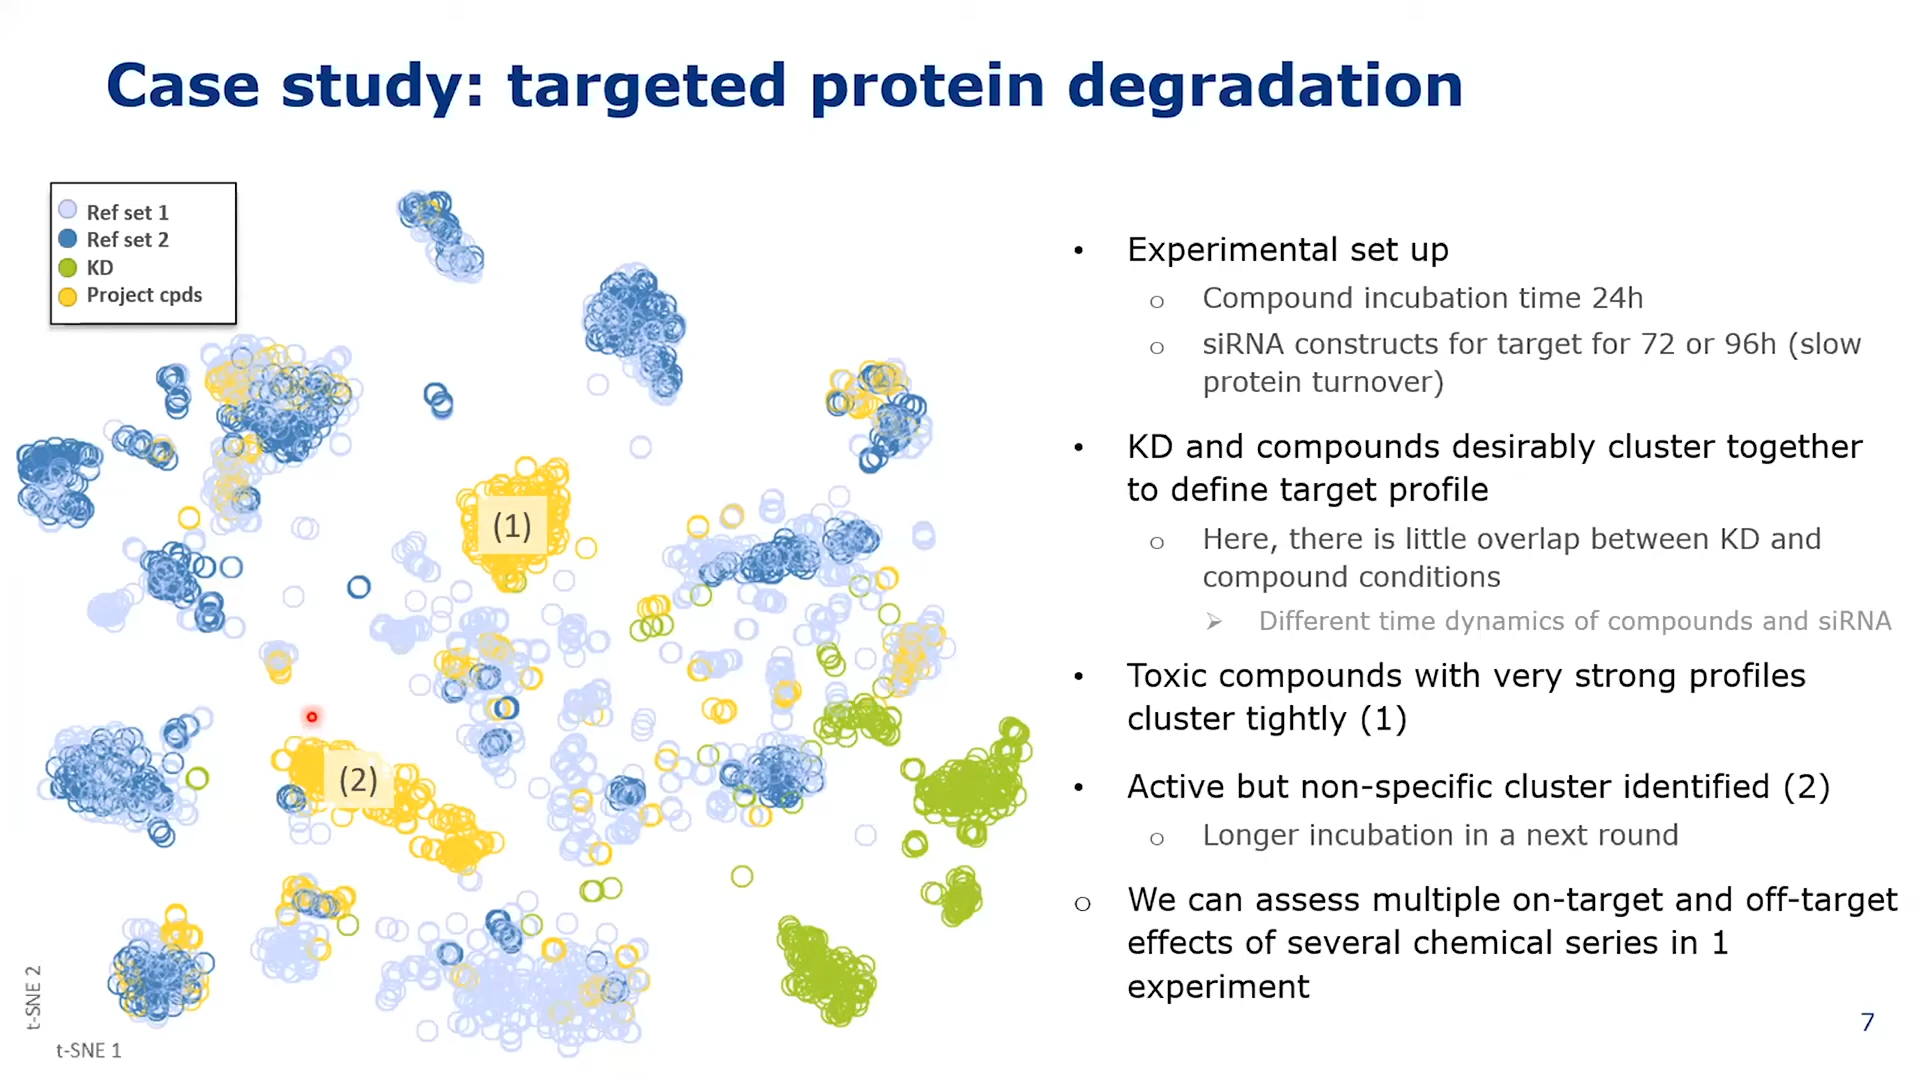 Case study: targeted protein degradation
Ref set 1
Ref set 2
KD
Project cpds
(1)
(2)
t-SNE 2
t-SNE 1
• Experimental set up
o Compound incubation time 24h
o siRNA constructs for target for 72 or 96h (slow
protein turnover)
• KD and compounds desirably cluster together
to define target profile
o Here, there is little overlap between KD and
compound conditions
➢ Different time dynamics of compounds and siRNA
• Toxic compounds with very strong profiles
cluster tightly (1)
• Active but non-specific cluster identified (2)
o Longer incubation in a next round
o We can assess multiple on-target and off-target
effects of several chemical series in 1
experiment
7